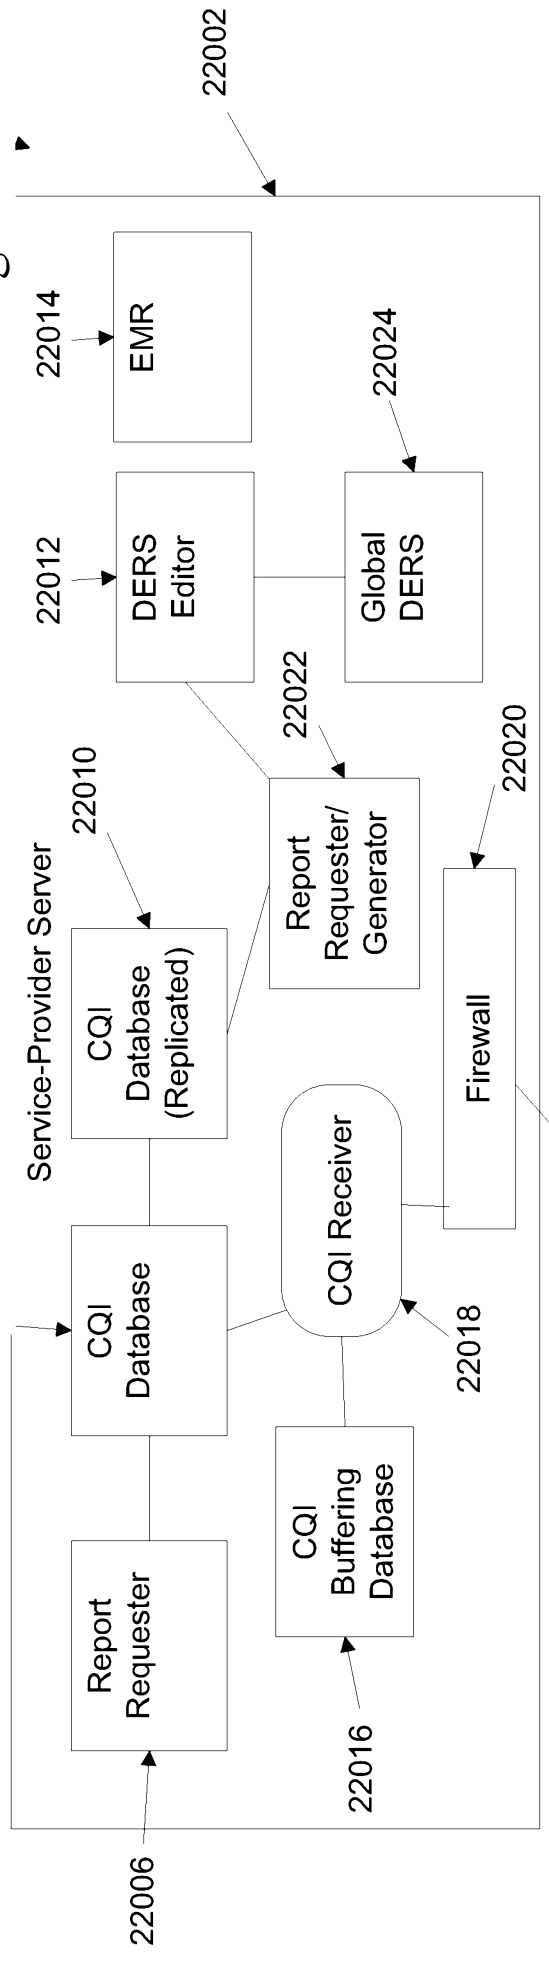 Service-Provider Server
22006
Report
Requester
CQI
Database
22010
CQI
Database
(Replicated)
22012
DERS
Editor
22014
EMR
22002
22016
CQI
Buffering
Database
CQI Receiver
22018
22022
Report
Requester/
Generator
22024
Global
DERS
22020
Firewall